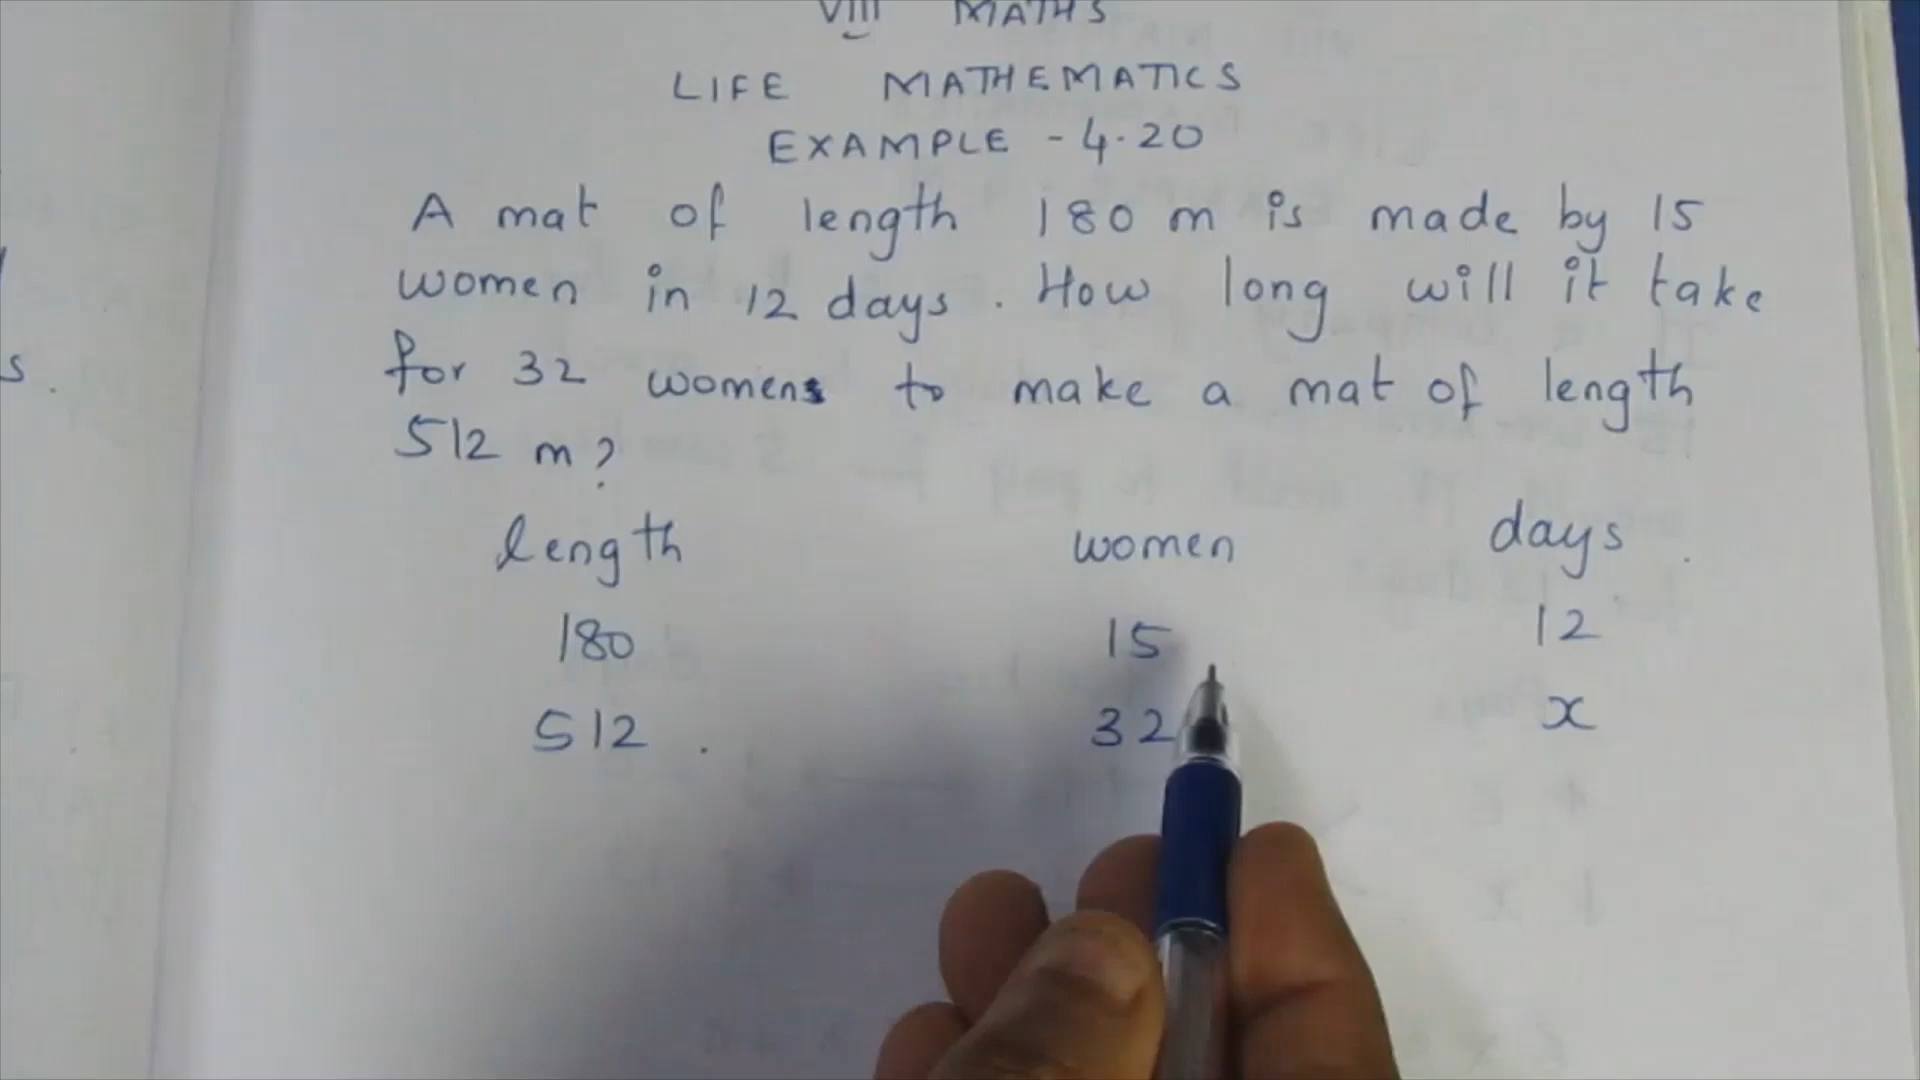 VIII MATHS
LIFE MATHEMATICS
EXAMPLE - 4.20
A mat of length 180 m is made by 15
women in 12 days. How long will it take
for 32 womens to make a mat of length
512 m?
length women days.
180 15 12
512. 32 x
s.